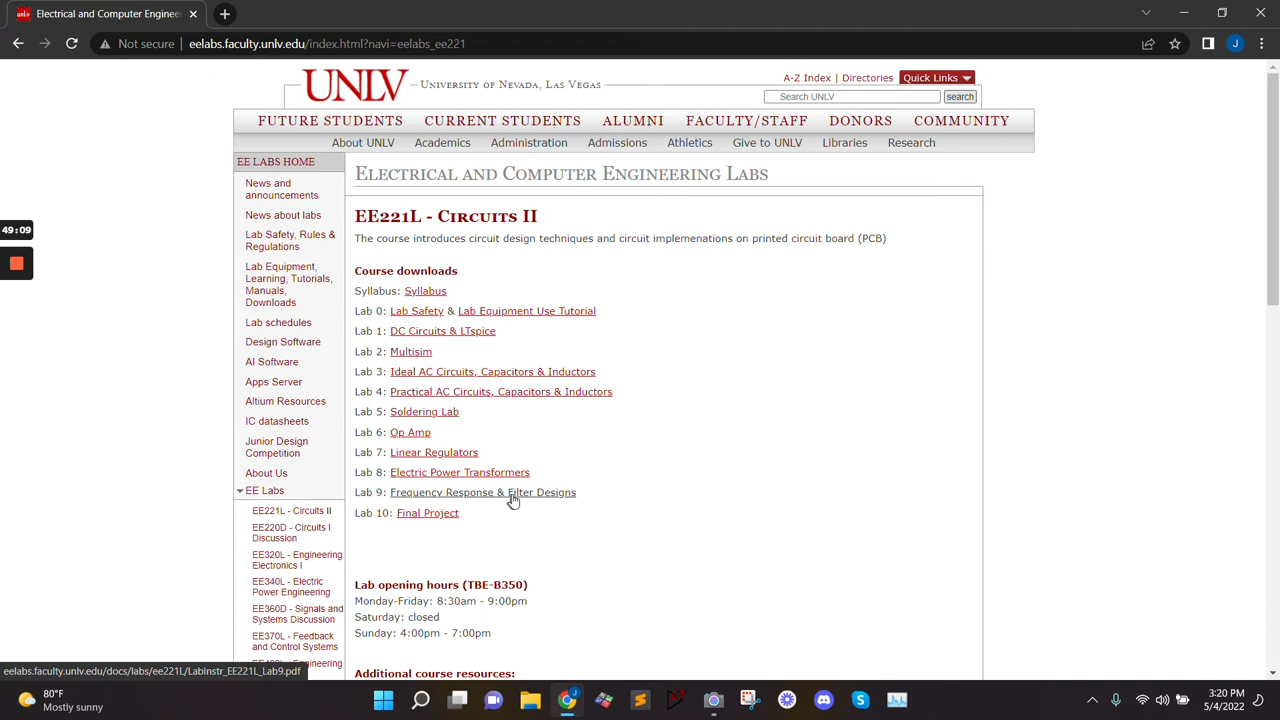 Electrical and Computer Enginee
Not secure
eelabs.faculty.unlv.edu/index.html?navi=eelabs_ee221
J
UNLV
UNIVERSITY OF NEVADA, LAS VEGAS
A-Z Index | Directories
Quick Links
Search UNLV
search
FUTURE STUDENTS
CURRENT STUDENTS
ALUMNI
FACULTY/STAFF
DONORS
COMMUNITY
About UNLV
Academics
Administration
Admissions
Athletics
Give to UNLV
Libraries
Research
EE LABS HOME
News and
announcements
News about labs
Lab Safety, Rules &
Regulations
Lab Equipment,
Learning, Tutorials,
Manuals,
Downloads
Lab schedules
Design Software
AI Software
Apps Server
Altium Resources
IC datasheets
Junior Design
Competition
About Us
EE Labs
EE221L - Circuits II
EE220D - Circuits I
Discussion
EE320L - Engineering
Electronics I
EE340L - Electric
Power Engineering
EE360D - Signals and
Systems Discussion
EE370L - Feedback
and Control Systems
49:09
ELECTRICAL AND COMPUTER ENGINEERING LABS
EE221L - CIRCUITS II
The course introduces circuit design techniques and circuit implemenations on printed circuit board (PCB)
Course downloads
Syllabus: Syllabus
Lab 0: Lab Safety & Lab Equipment Use Tutorial
Lab 1: DC Circuits & LTspice
Lab 2: Multisim
Lab 3: Ideal AC Circuits, Capacitors & Inductors
Lab 4: Practical AC Circuits, Capacitors & Inductors
Lab 5: Soldering Lab
Lab 6: Op Amp
Lab 7: Linear Regulators
Lab 8: Electric Power Transformers
Lab 9: Frequency Response & Filter Designs
Lab 10: Final Project
Lab opening hours (TBE-B350)
Monday-Friday: 8:30am - 9:00pm
Saturday: closed
Sunday: 4:00pm - 7:00pm
Additional course resources:
eelabs.faculty.unlv.edu/docs/labs/ee221L/LabInstr_EE221L_Lab9.pdf
80°F
Mostly sunny
3:20 PM
5/4/2022